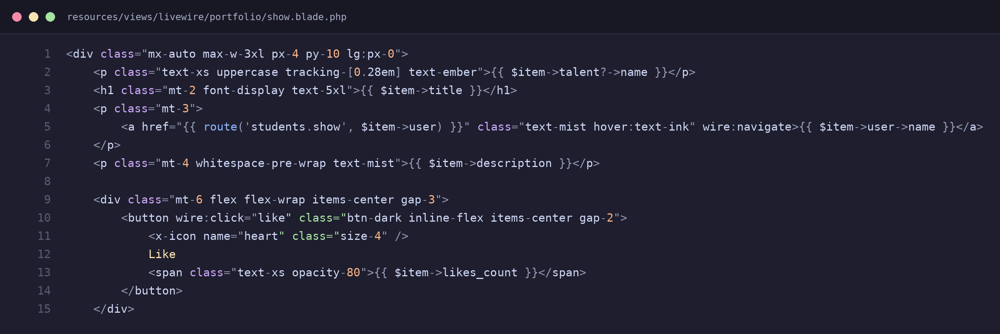 resources/views/livewire/portfolio/show.blade.php
1 <div class="mx-auto max-w-3xl px-4 py-10 lg:px-0">
2     <p class="text-xs uppercase tracking-[0.28em] text-ember">{{ $item->talent?->name }}</p>
3     <h1 class="mt-2 font-display text-5xl">{{ $item->title }}</h1>
4     <p class="mt-3">
5         <a href="{{ route('students.show', $item->user) }}" class="text-mist hover:text-ink" wire:navigate>{{ $item->user->name }}</a>
6     </p>
7     <p class="mt-4 whitespace-pre-wrap text-mist">{{ $item->description }}</p>
8
9     <div class="mt-6 flex flex-wrap items-center gap-3">
10         <button wire:click="like" class="btn-dark inline-flex items-center gap-2">
11             <x-icon name="heart" class="size-4" />
12             Like
13             <span class="text-xs opacity-80">{{ $item->likes_count }}</span>
14         </button>
15     </div>